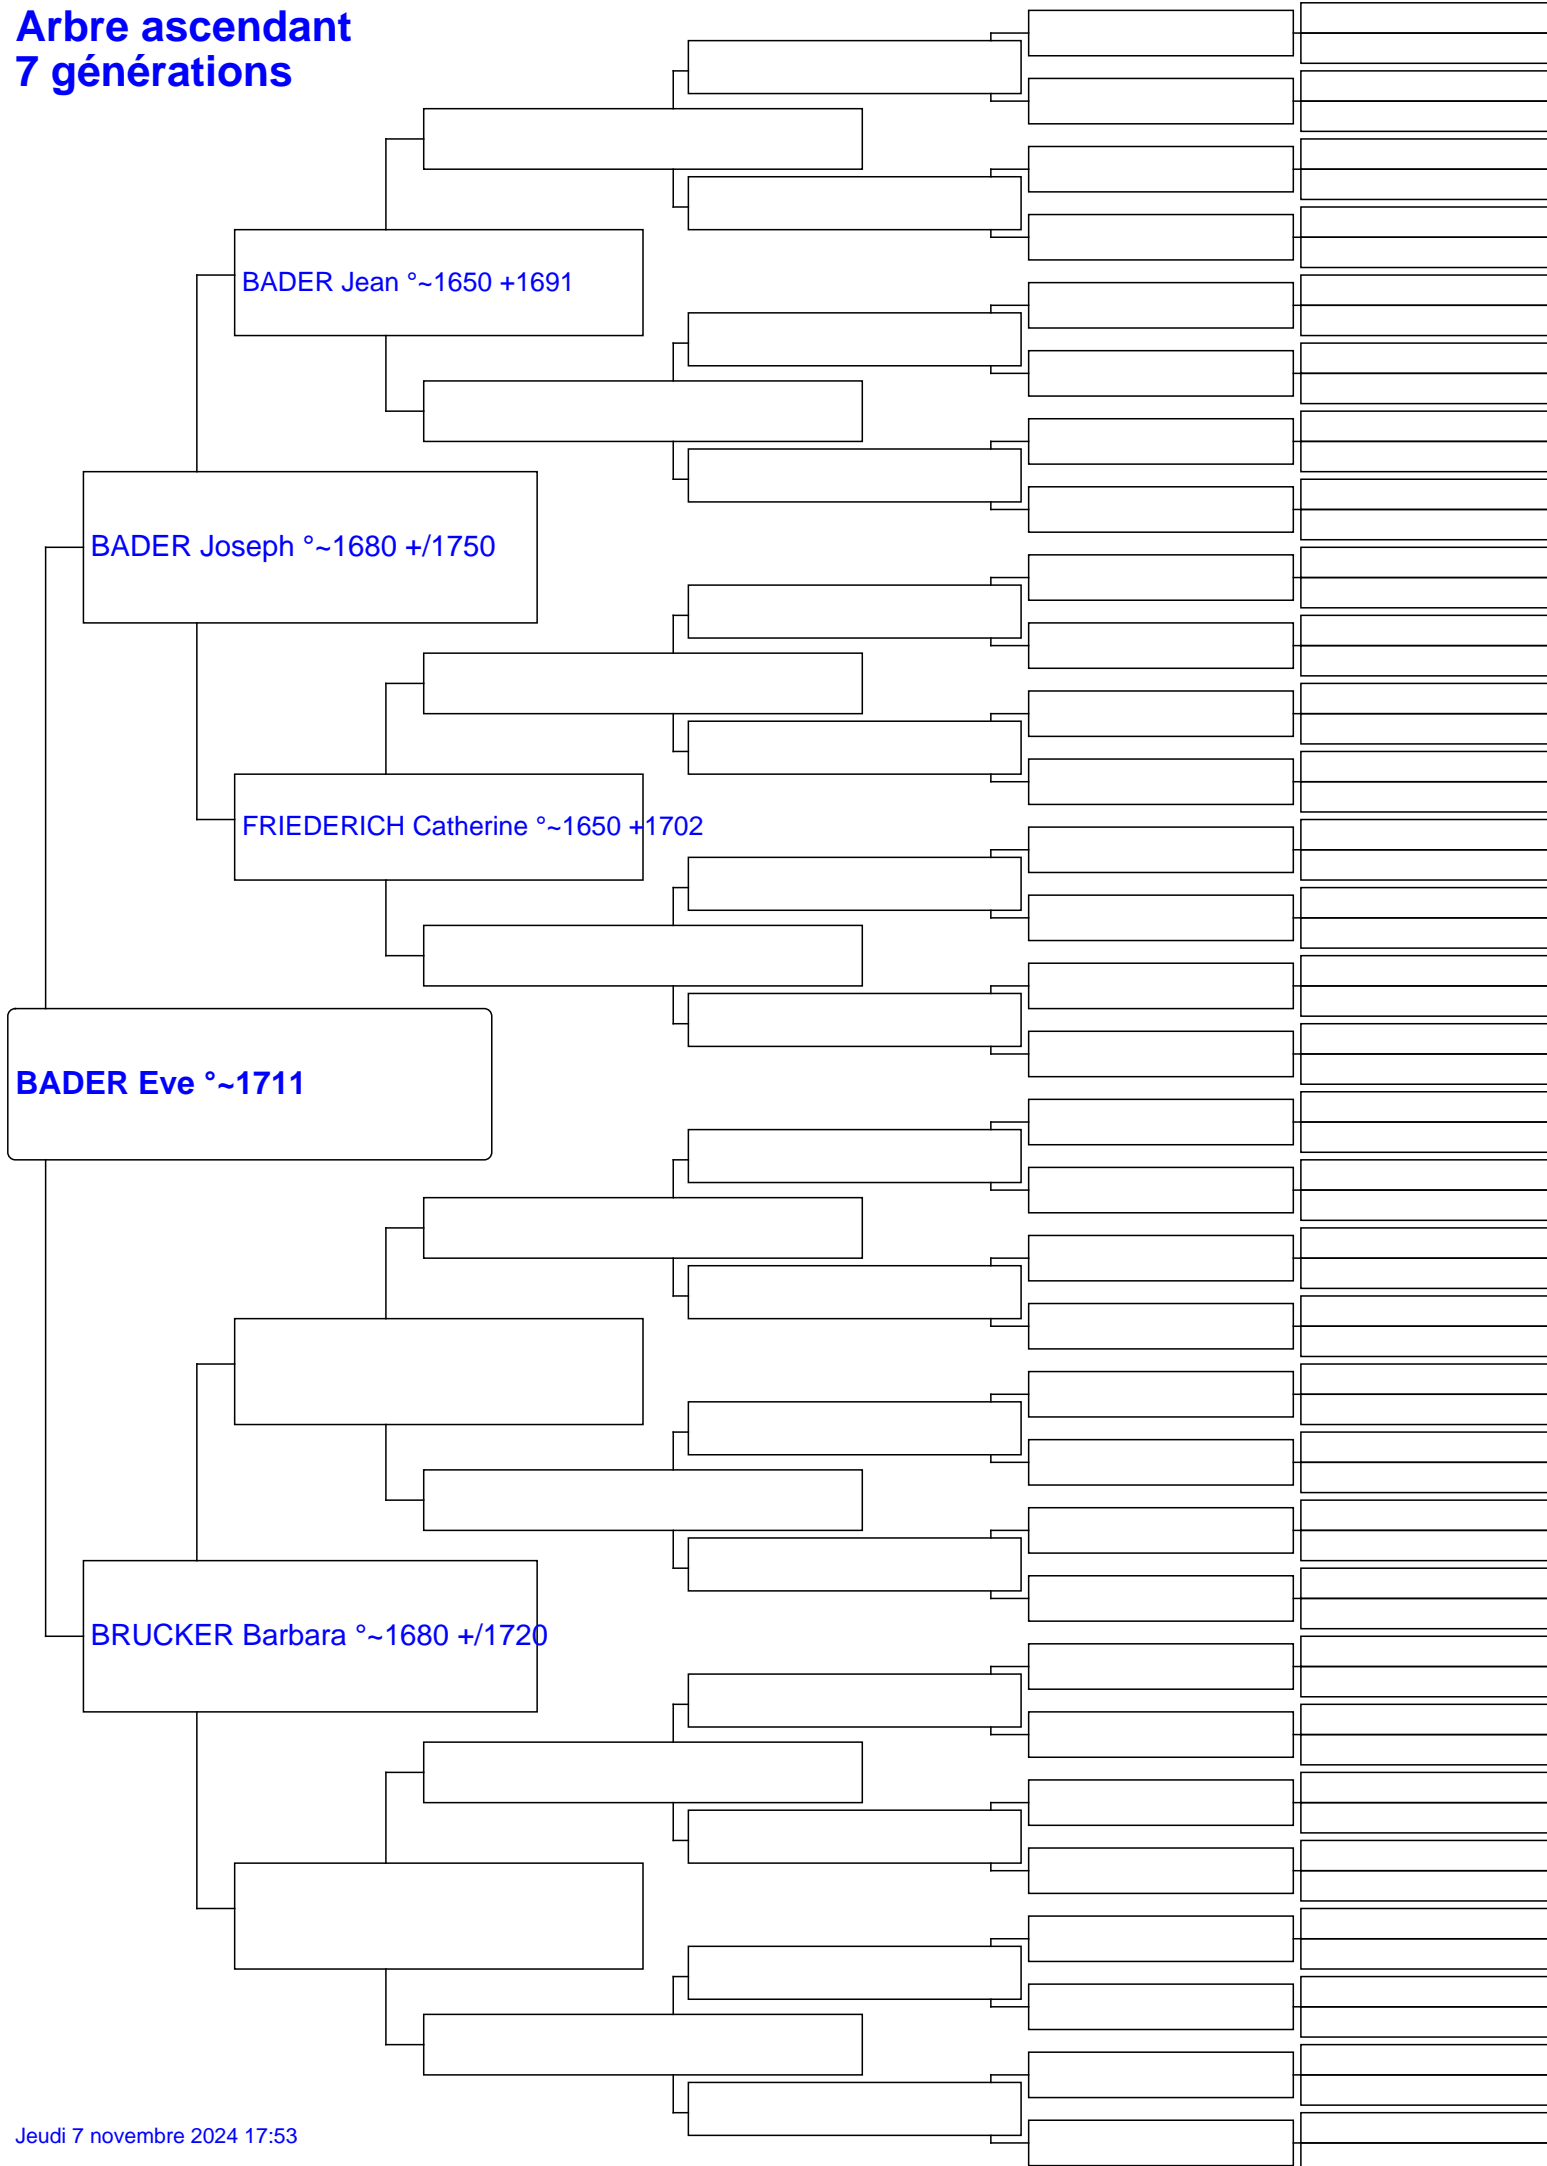 Arbre ascendant
7 générations
BADER Jean °~1650 +1691
BADER Joseph °~1680 +/1750
FRIEDERICH Catherine °~1650 +1702
BADER Eve °~1711
BRUCKER Barbara °~1680 +/1720
Jeudi 7 novembre 2024 17:53